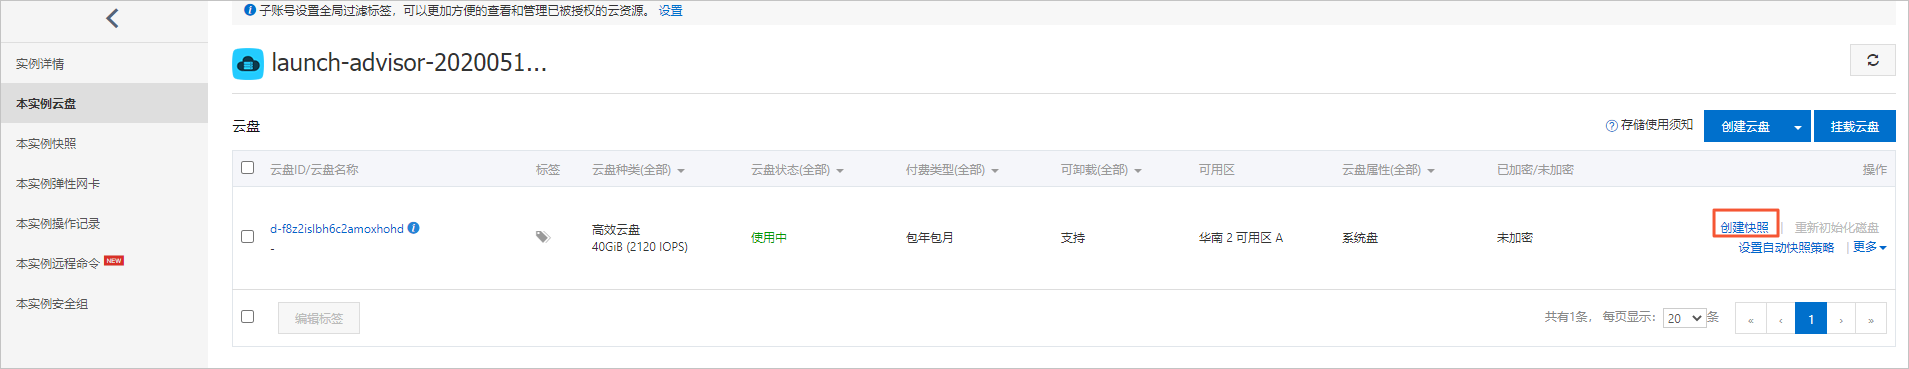 子账号设置全局过滤标签，可以更加方便的查看和管理已被授权的云资源。 设置
实例详情
本实例云盘
本实例快照
本实例弹性网卡
本实例操作记录
本实例远程命令 NEW
本实例安全组
launch-advisor-2020051...
云盘
存储使用须知 创建云盘 挂载云盘
云盘ID/云盘名称 标签 云盘种类(全部) 云盘状态(全部) 付费类型(全部) 可卸载(全部) 可用区 云盘属性(全部) 已加密/未加密 操作
d-f8z2islbh6c2amoxhohd
-
高效云盘
40GiB (2120 IOPS)
使用中 包年包月 支持 华南 2 可用区 A 系统盘 未加密
创建快照 | 重新初始化磁盘
设置自动快照策略 | 更多
编辑标签 共有1条， 每页显示： 20 条 « ‹ 1 › »